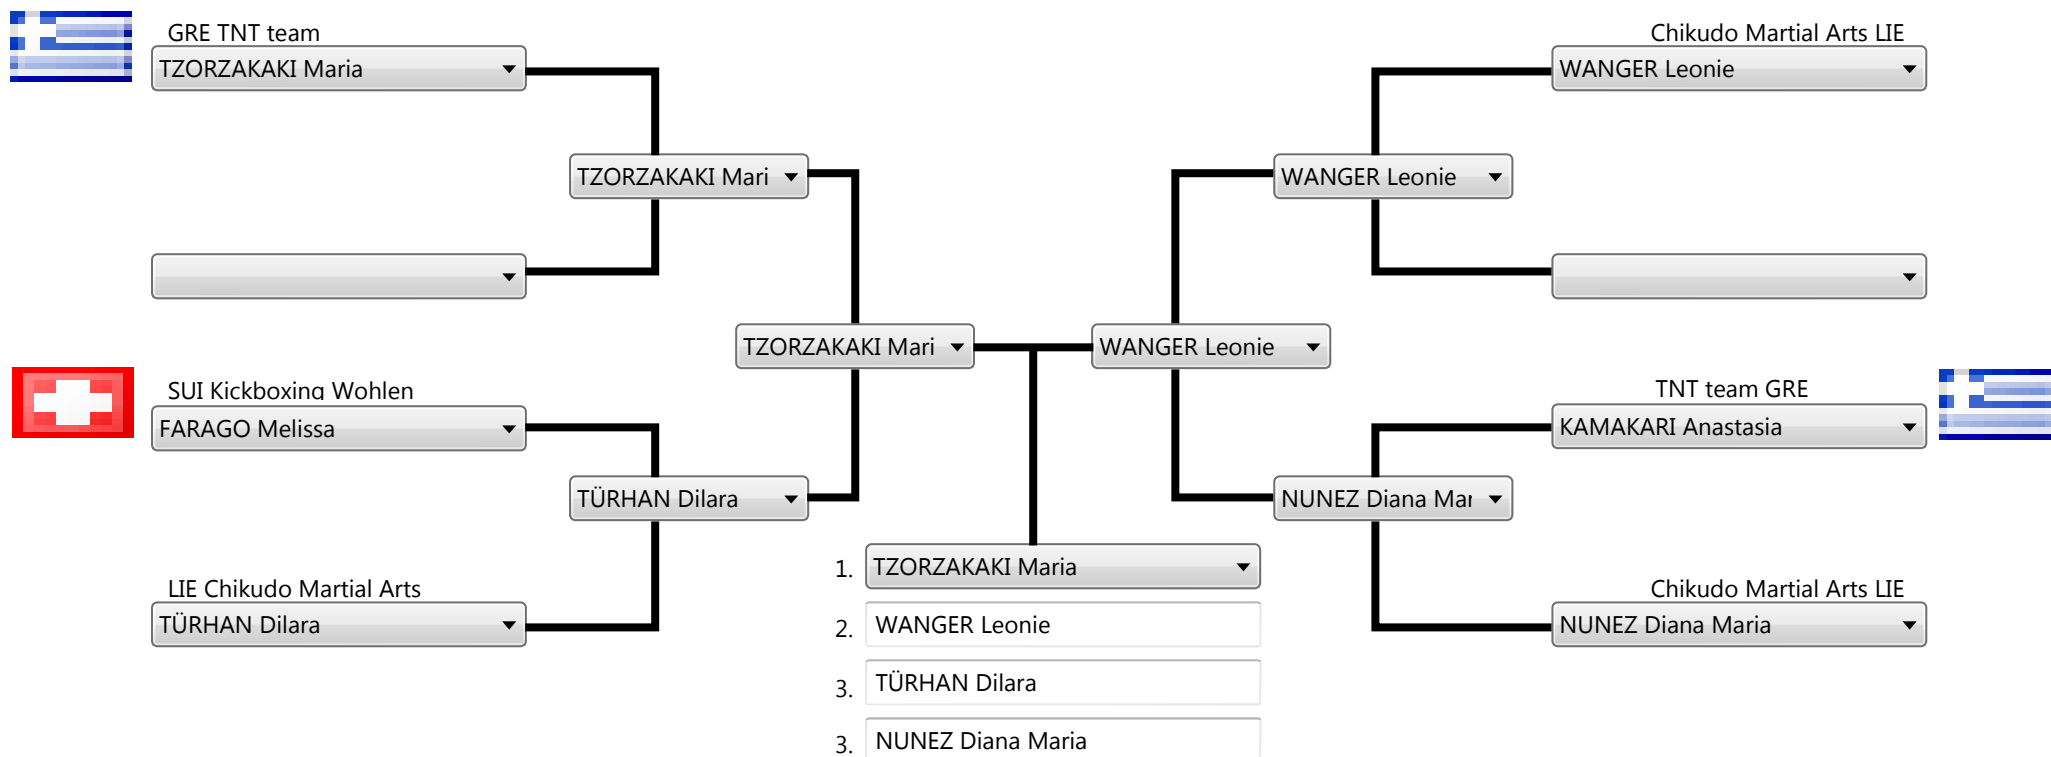 GRE TNT team
Chikudo Martial Arts LIE
TZORZAKAKI Maria
WANGER Leonie
TZORZAKAKI Mari
WANGER Leonie
TZORZAKAKI Mari
WANGER Leonie
SUI Kickboxing Wohlen
TNT team GRE
FARAGO Melissa
KAMAKARI Anastasia
TÜRHAN Dilara
NUNEZ Diana Mar
1. TZORZAKAKI Maria
LIE Chikudo Martial Arts
Chikudo Martial Arts LIE
TÜRHAN Dilara
2. WANGER Leonie
NUNEZ Diana Maria
3. TÜRHAN Dilara
3. NUNEZ Diana Maria